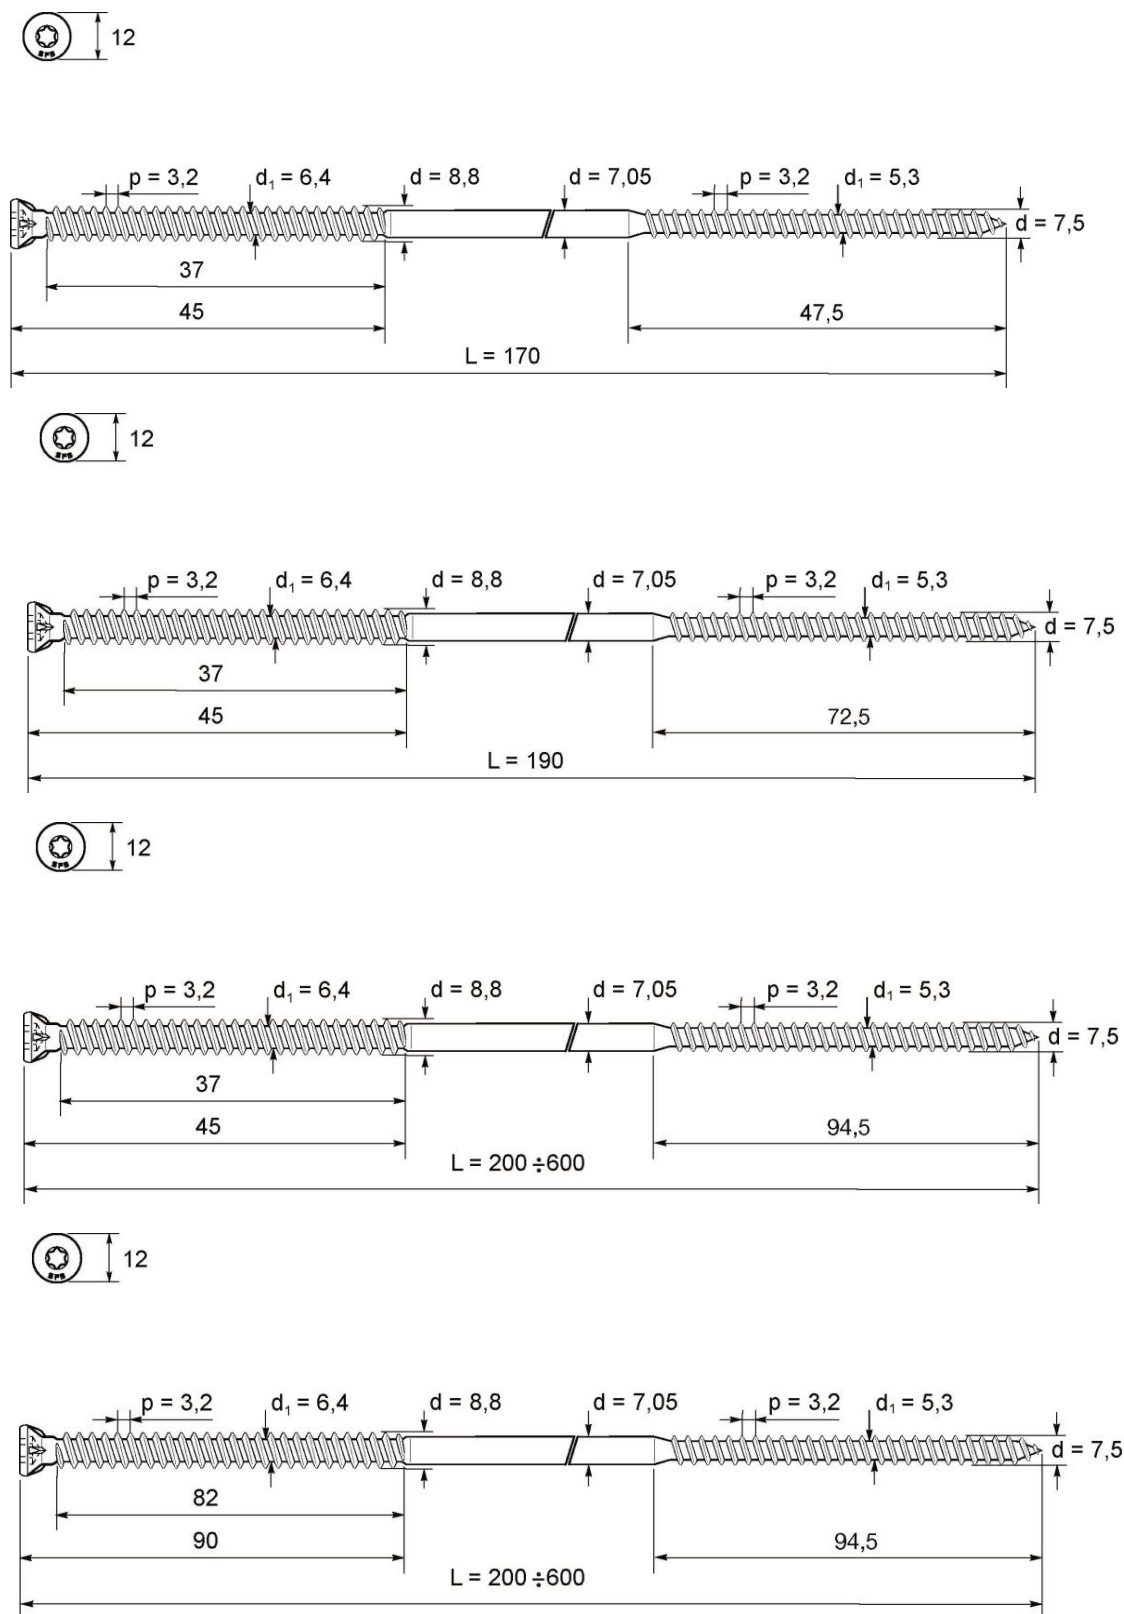 12
SFS
p = 3,2 d₁ = 6,4 d = 8,8 d = 7,05 p = 3,2 d₁ = 5,3
d = 7,5
37
45 47,5
L = 170
12
SFS
p = 3,2 d₁ = 6,4 d = 8,8 d = 7,05 p = 3,2 d₁ = 5,3
d = 7,5
37
45 72,5
L = 190
12
SFS
p = 3,2 d₁ = 6,4 d = 8,8 d = 7,05 p = 3,2 d₁ = 5,3
d = 7,5
37
45 94,5
L = 200 ÷600
12
SFS
p = 3,2 d₁ = 6,4 d = 8,8 d = 7,05 p = 3,2 d₁ = 5,3
d = 7,5
82
90 94,5
L = 200 ÷600